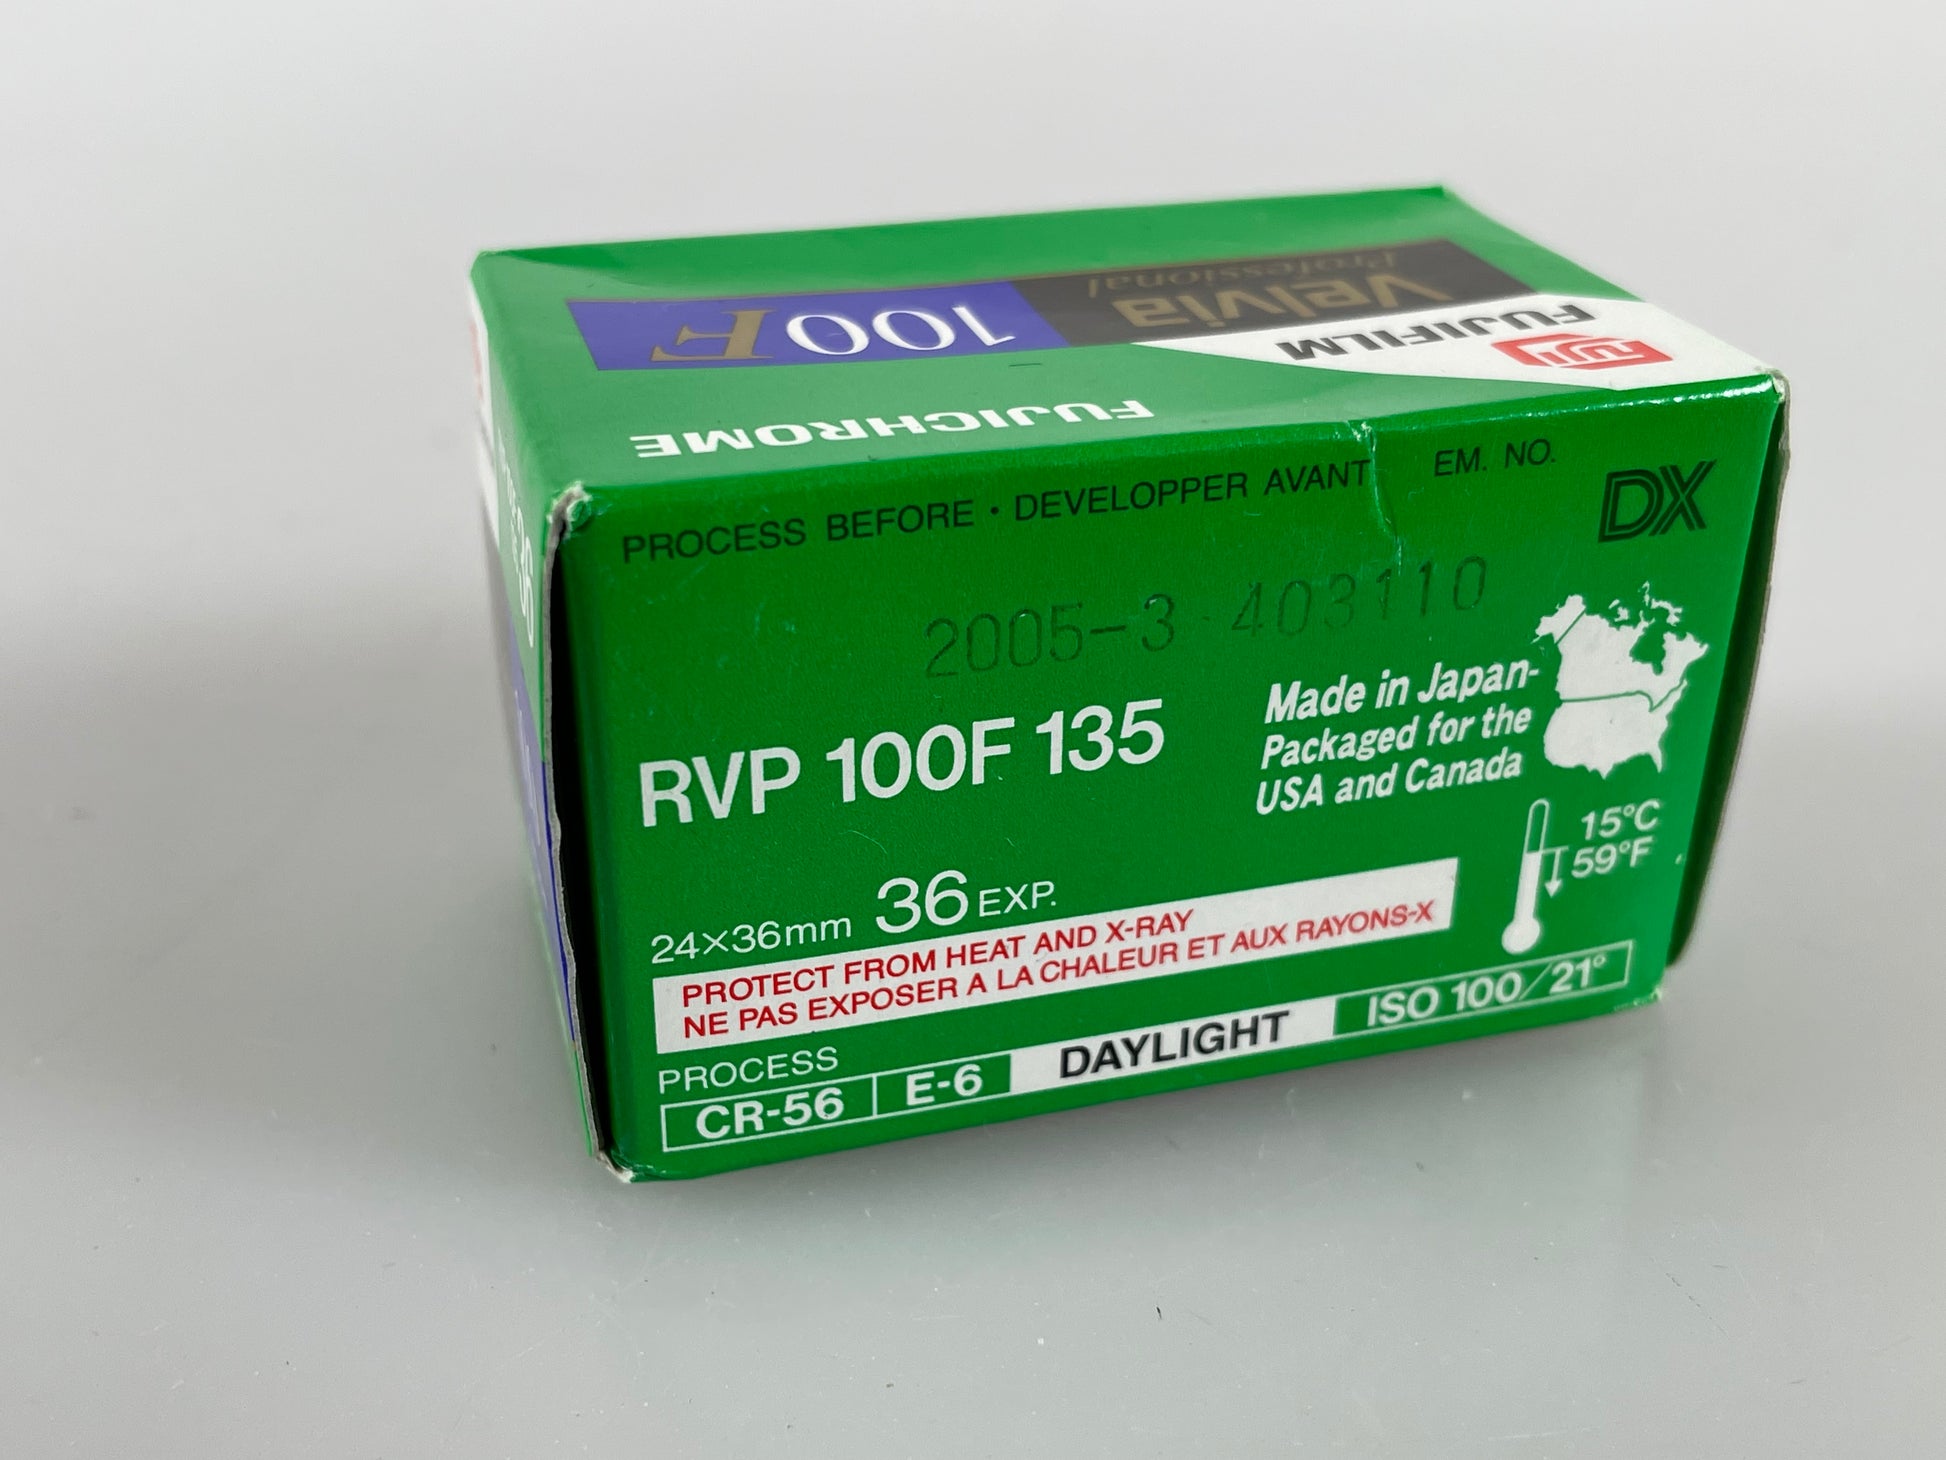 Velvia
Professional
100F
FUJIFILM
FUJI
FUJICHROME
36
PROCESS BEFORE • DEVELOPPER AVANT EM. NO.
DX
2005-3 403110
RVP 100F 135
Made in Japan-
Packaged for the
USA and Canada
15°C
59°F
24×36mm 36 EXP.
PROTECT FROM HEAT AND X-RAY
NE PAS EXPOSER A LA CHALEUR ET AUX RAYONS-X
PROCESS
CR-56 E-6 DAYLIGHT ISO 100/21°